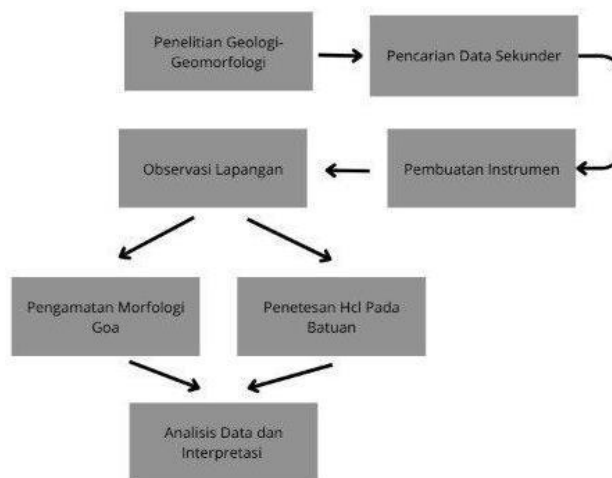 Penelitian Geologi-
Geomorfologi
Pencarian Data Sekunder
Pembuatan Instrumen
Observasi Lapangan
Pengamatan Morfologi
Goa
Penetesan Hcl Pada
Batuan
Analisis Data dan
Interpretasi